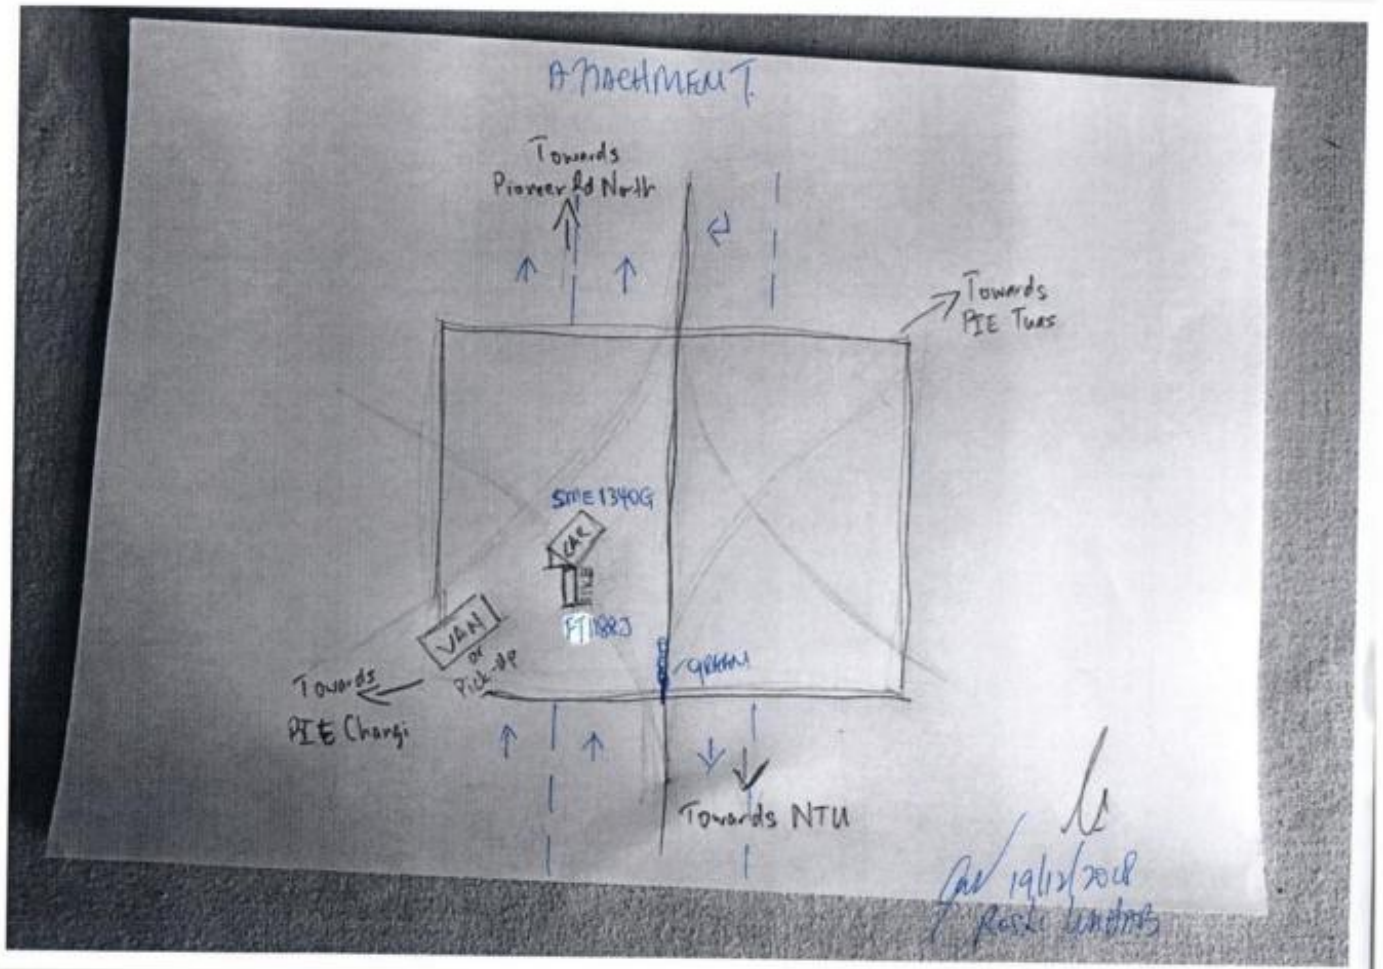 ATTACHMENT.
Towards
Pioneer Rd North
Towards
PIE Tuas
SME1340G
CAR
BIKE
VAN
or
Pick-up
GREEN
Towards
PIE Changi
Towards NTU
19/12/2018